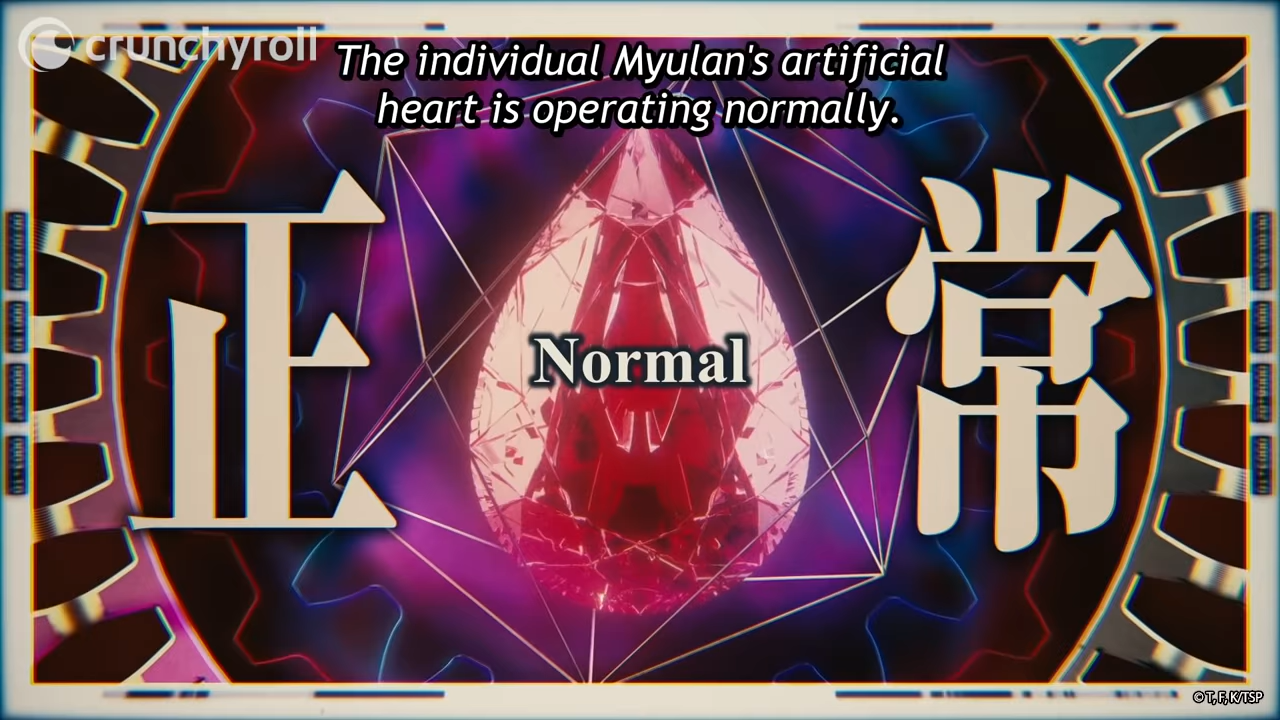 crunchyroll
The individual Myulan's artificial
heart is operating normally.
正常
Normal
© T, F, K/TSP